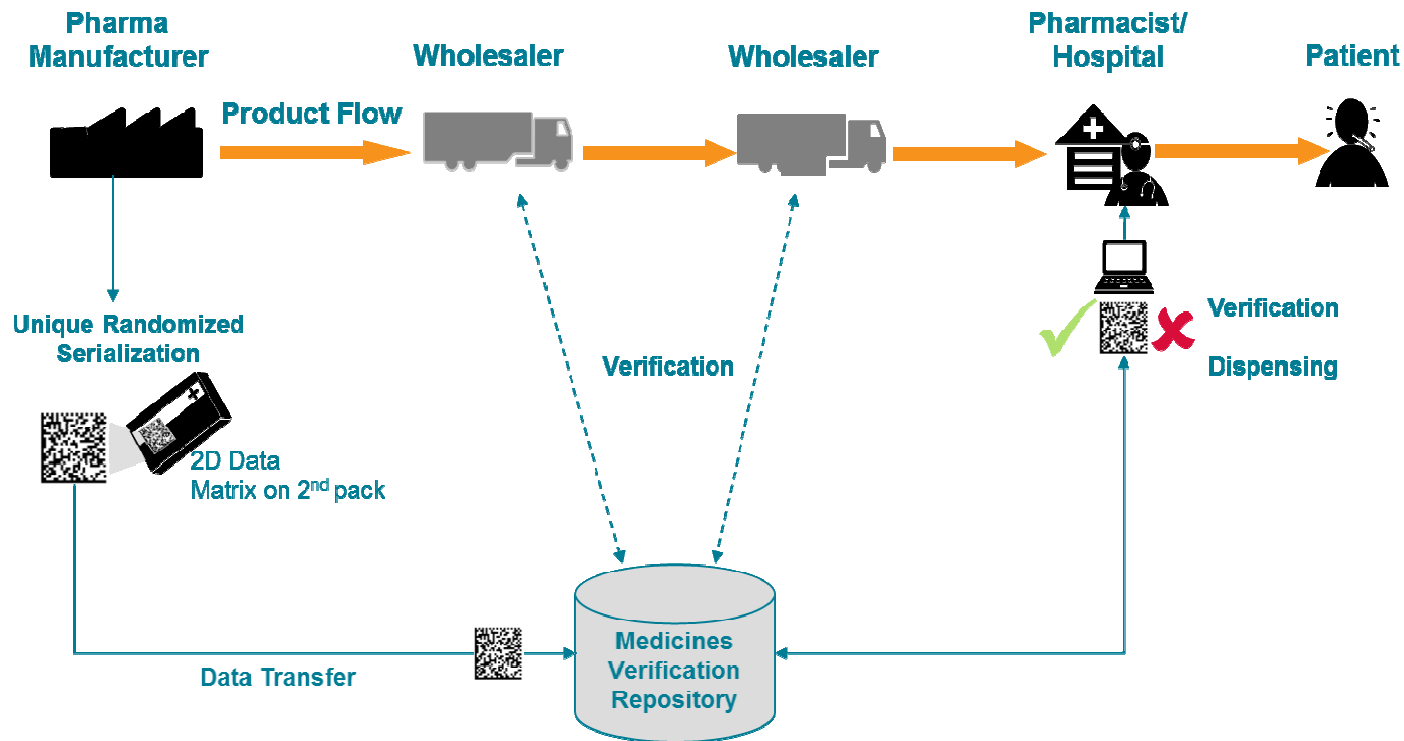 Pharma
Manufacturer
Wholesaler
Wholesaler
Pharmacist/
Hospital
Patient
Product Flow
Unique Randomized
Serialization
2D Data
Matrix on 2nd pack
Verification
Verification
Dispensing
Data Transfer
Medicines
Verification
Repository